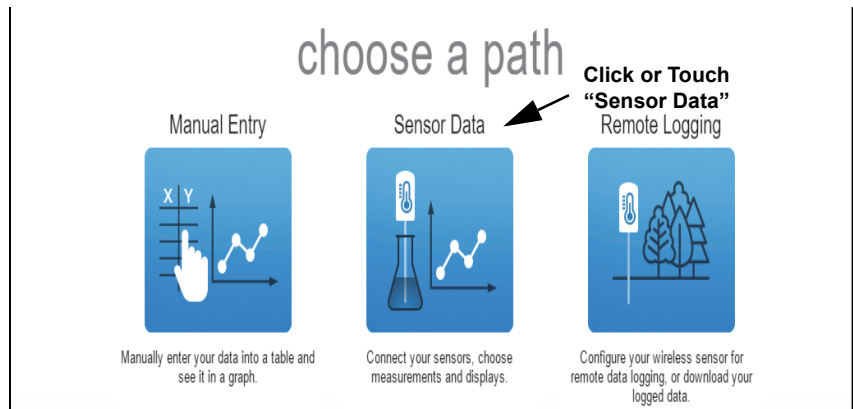 choose a path
Click or Touch
“Sensor Data”
Manual Entry
Sensor Data
Remote Logging
X Y
Manually enter your data into a table and
see it in a graph.
Connect your sensors, choose
measurements and displays.
Configure your wireless sensor for
remote data logging, or download your
logged data.